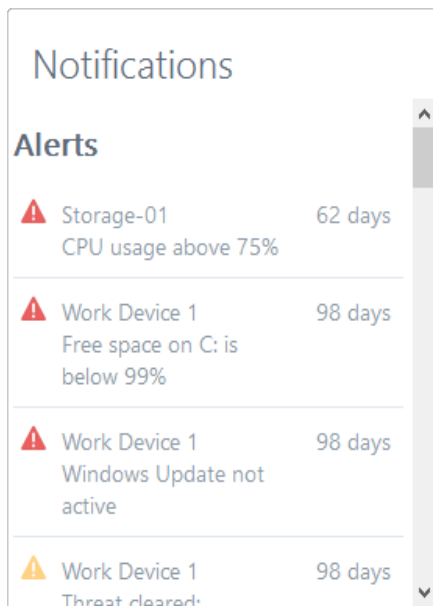 Notifications
Alerts
Storage-01 62 days
CPU usage above 75%
Work Device 1 98 days
Free space on C: is
below 99%
Work Device 1 98 days
Windows Update not
active
Work Device 1 98 days
Threat cleared: